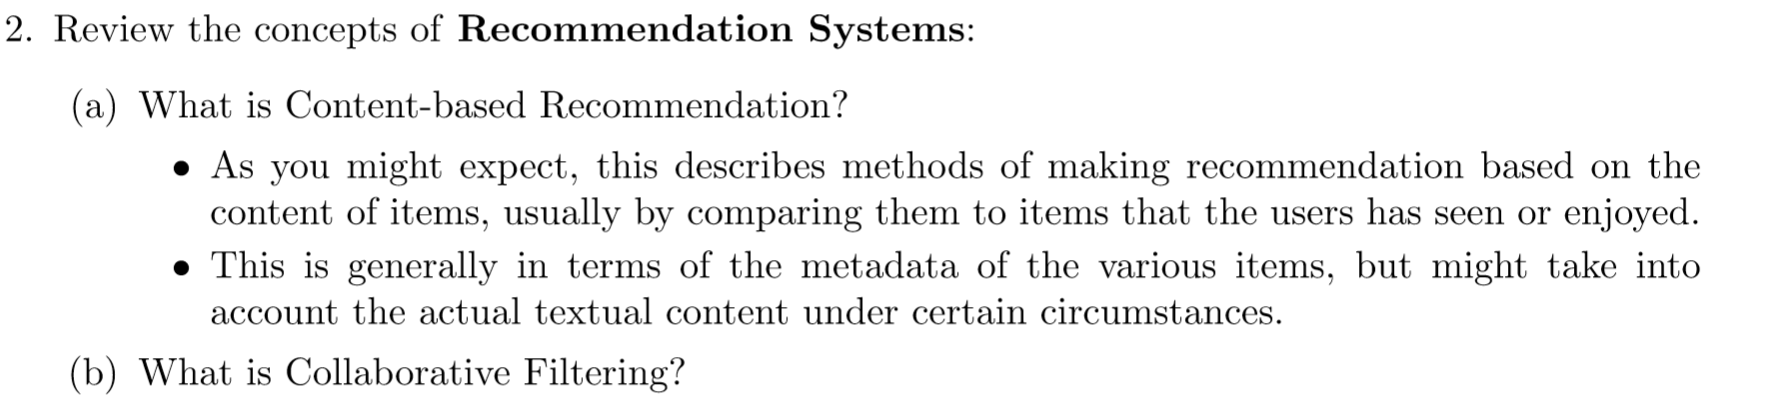 2. Review the concepts of Recommendation Systems:
(a) What is Content-based Recommendation?
• As you might expect, this describes methods of making recommendation based on the
content of items, usually by comparing them to items that the users has seen or enjoyed.
• This is generally in terms of the metadata of the various items, but might take into
account the actual textual content under certain circumstances.
(b) What is Collaborative Filtering?